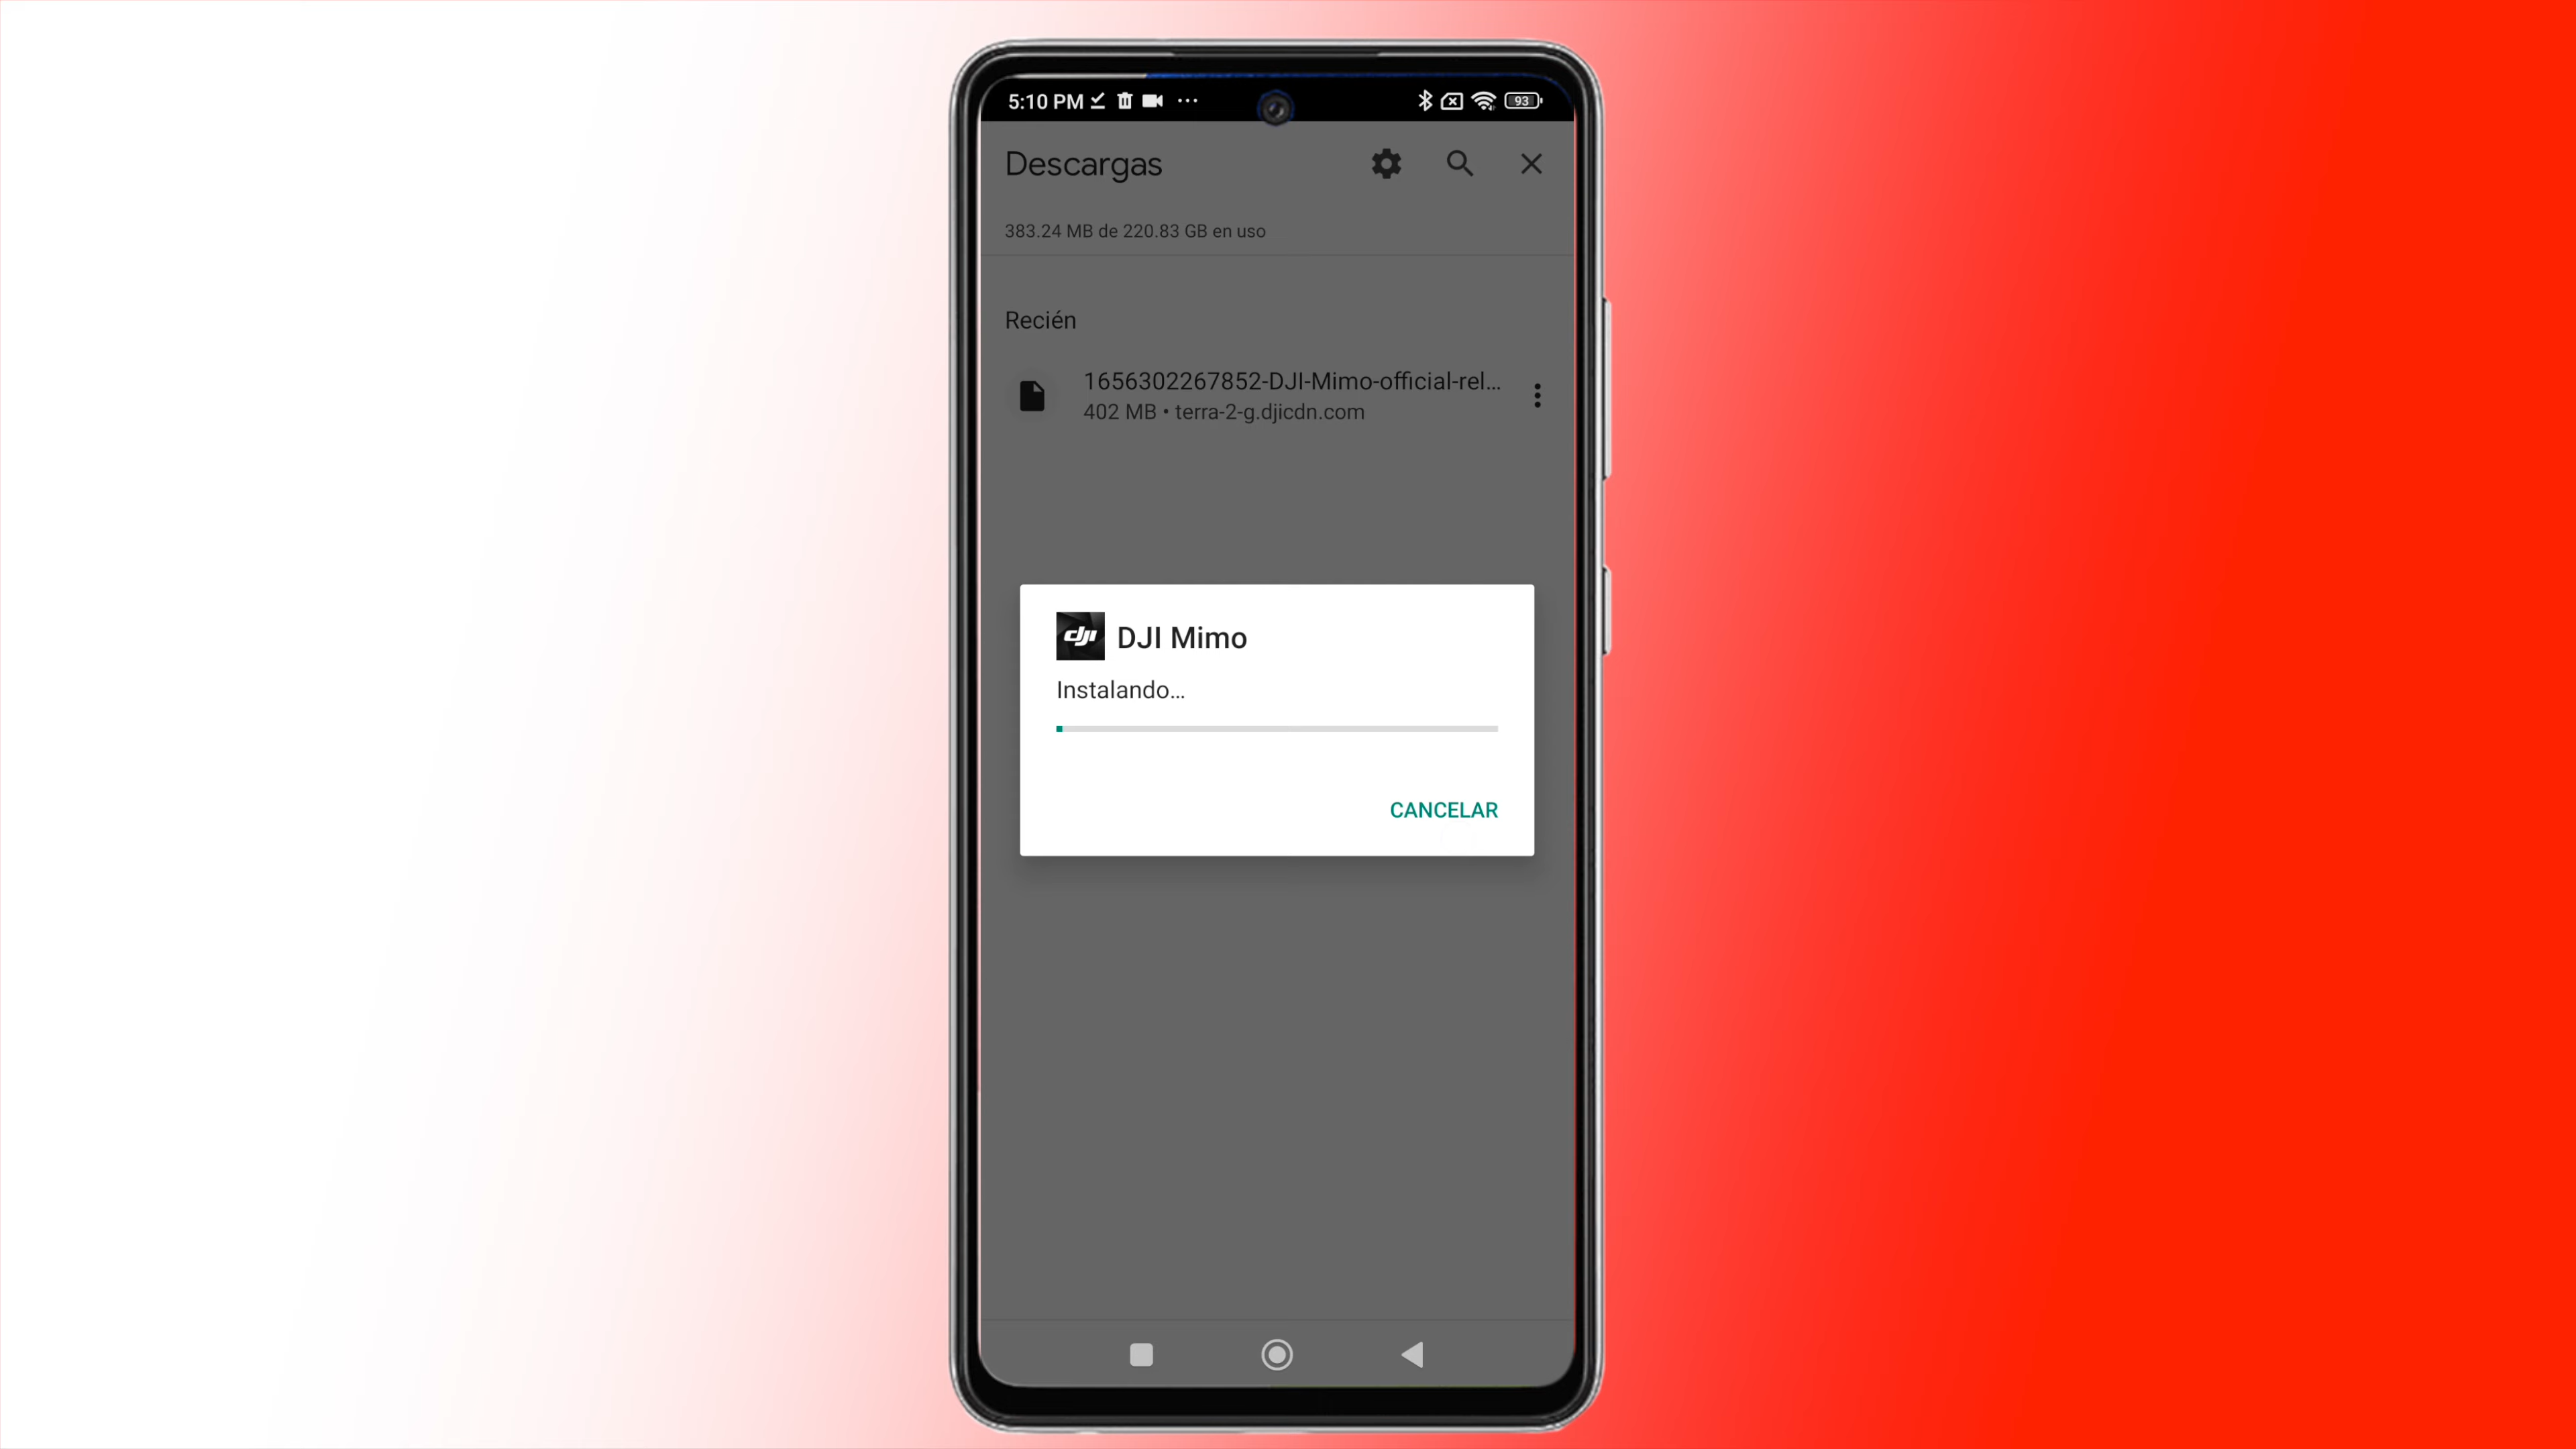 5:10 PM
93
Descargas
383.24 MB de 220.83 GB en uso
Recién
1656302267852-DJI-Mimo-official-rel...
402 MB • terra-2-g.djicdn.com
dji
DJI Mimo
Instalando...
CANCELAR